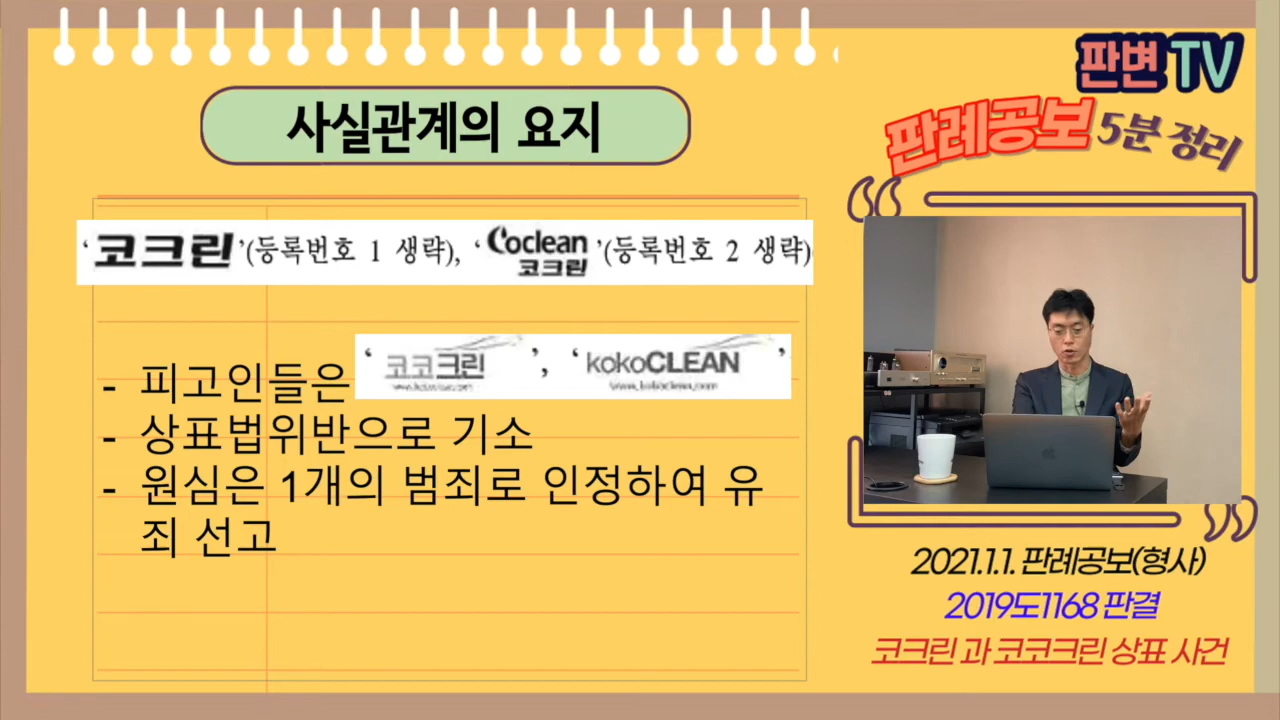 판변TV
판례공보 5분 정리
사실관계의 요지
‘코크린’(등록번호 1 생략), ‘Coclean 코크린’(등록번호 2 생략)
- 피고인들은 ‘코코크린’, ‘kokoCLEAN’
www.kokoclean.com
- 상표법위반으로 기소
- 원심은 1개의 범죄로 인정하여 유
죄 선고
2021.1.1. 판례공보(형사)
2019도1168 판결
코크린 과 코코크린 상표 사건